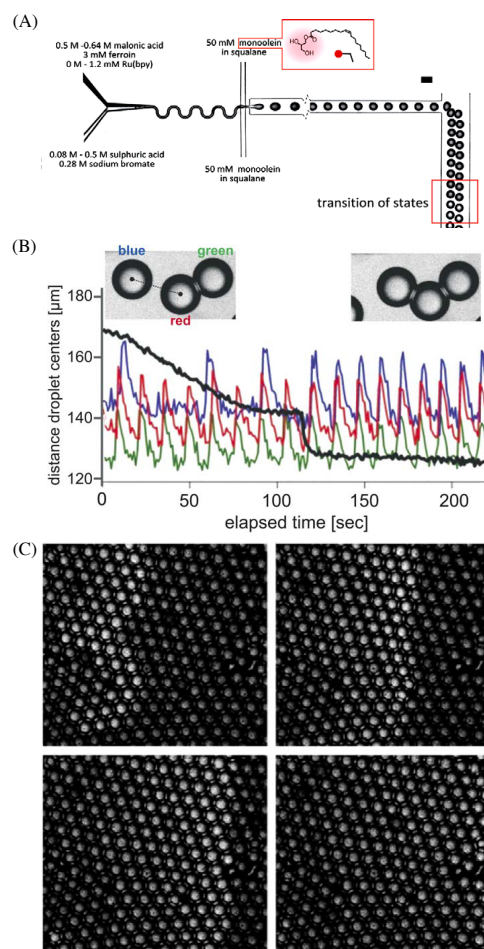 (A)
0.5 M -0.64 M malonic acid
3 mM ferroin
0 M - 1.2 mM Ru(bpy)
50 mM monoolein
in squalane
O
O
HO
OH
0.08 M - 0.5 M sulphuric acid
0.28 M sodium bromate
50 mM monoolein
in squalane
transition of states
(B)
blue
green
red
distance droplet centers [µm]
180
160
140
120
0
50
100
150
200
elapsed time [sec]
(C)